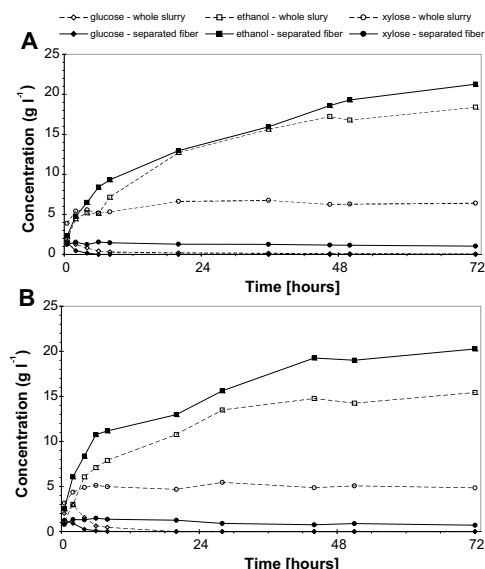 glucose - whole slurry ethanol - whole slury xylose - whole slurry
glucose - separated fiber ethanol - separated fiber xylose - separated fiber
A
25
20
15
10
5
0
Concentration (g l-1)
0 24 48 72
Time [hours]
B
25
20
15
10
5
0
Concentration (g l-1)
0 24 48 72
Time [hours]